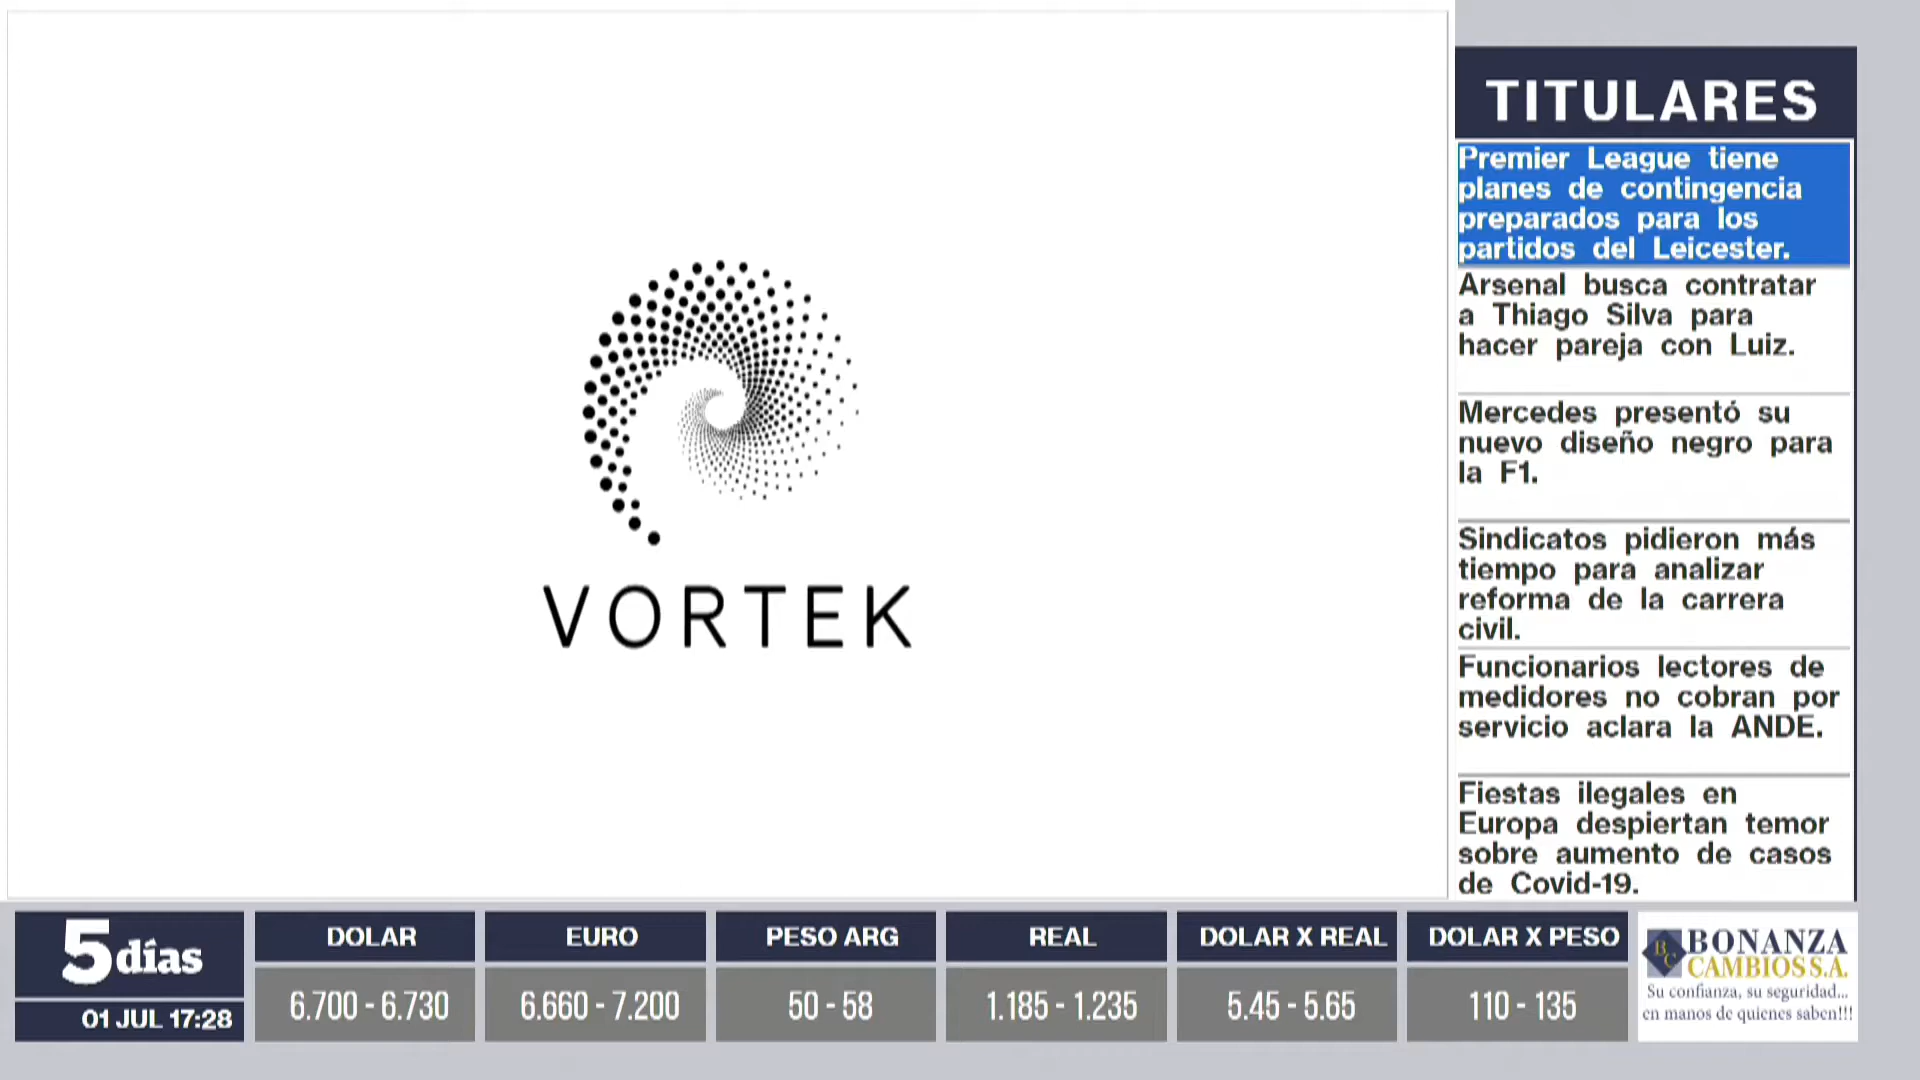 VORTEK
TITULARES
Premier League tiene
planes de contingencia
preparados para los
partidos del Leicester.
Arsenal busca contratar
a Thiago Silva para
hacer pareja con Luiz.
Mercedes presentó su
nuevo diseño negro para
la F1.
Sindicatos pidieron más
tiempo para analizar
reforma de la carrera
civil.
Funcionarios lectores de
medidores no cobran por
servicio aclara la ANDE.
Fiestas ilegales en
Europa despiertan temor
sobre aumento de casos
de Covid-19.
5días
01 JUL 17:28
DOLAR
6.700 - 6.730
EURO
6.660 - 7.200
PESO ARG
50 - 58
REAL
1.185 - 1.235
DOLAR X REAL
5.45 - 5.65
DOLAR X PESO
110 - 135
BC
BONANZA
CAMBIOS S.A.
Su confianza, su seguridad...
en manos de quienes saben!!!